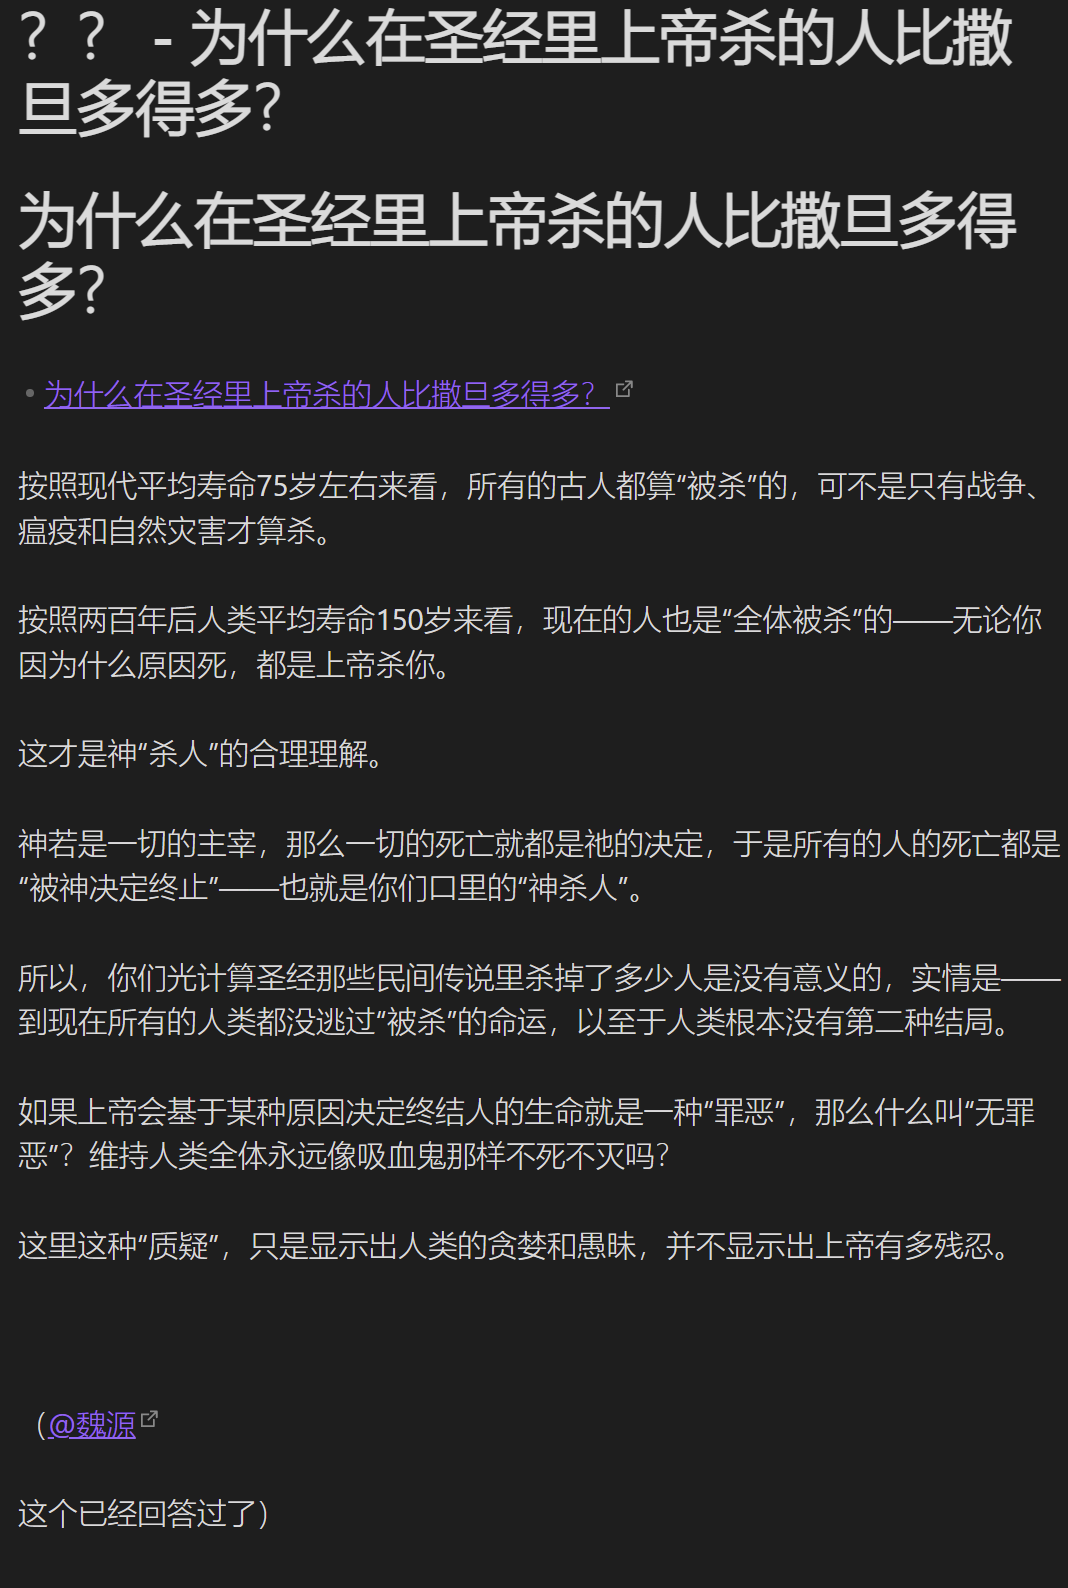 ？？ - 为什么在圣经里上帝杀的人比撒
旦多得多？
为什么在圣经里上帝杀的人比撒旦多得
多？
为什么在圣经里上帝杀的人比撒旦多得多？
按照现代平均寿命75岁左右来看，所有的古人都算“被杀”的，可不是只有战争、
瘟疫和自然灾害才算杀。
按照两百年后人类平均寿命150岁来看，现在的人也是“全体被杀”的——无论你
因为什么原因死，都是上帝杀你。
这才是神“杀人”的合理理解。
神若是一切的主宰，那么一切的死亡就都是祂的决定，于是所有的人的死亡都是
“被神决定终止”——也就是你们口里的“神杀人”。
所以，你们光计算圣经那些民间传说里杀掉了多少人是没有意义的，实情是——
到现在所有的人类都没逃过“被杀”的命运，以至于人类根本没有第二种结局。
如果上帝会基于某种原因决定终结人的生命就是一种“罪恶”，那么什么叫“无罪
恶”？维持人类全体永远像吸血鬼那样不死不灭吗？
这里这种“质疑”，只是显示出人类的贪婪和愚昧，并不显示出上帝有多残忍。
（@魏源
这个已经回答过了）